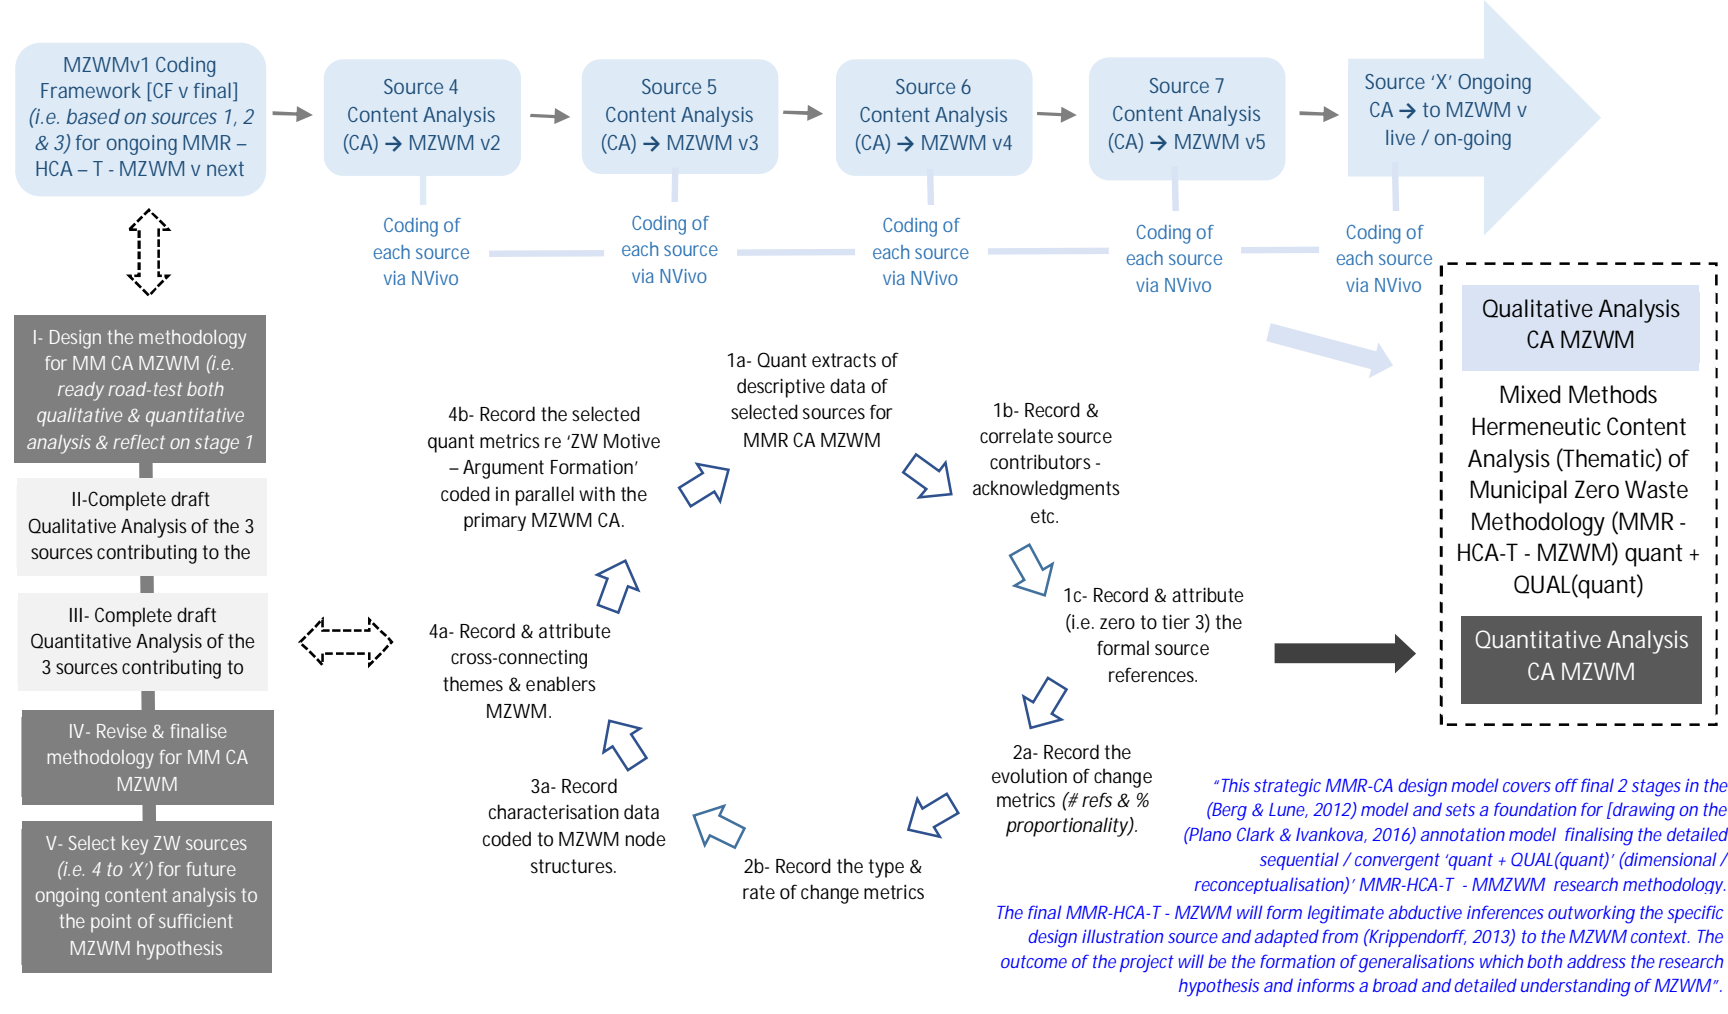 MZWMv1 Coding
Framework [CF v final]
(i.e. based on sources 1, 2
& 3) for ongoing MMR –
HCA – T - MZWM v next
Source 4
Content Analysis
(CA) → MZWM v2
Source 5
Content Analysis
(CA) → MZWM v3
Source 6
Content Analysis
(CA) → MZWM v4
Source 7
Content Analysis
(CA) → MZWM v5
Source ‘X’ Ongoing
CA → to MZWM v
live / on-going
Coding of
each source
via NVivo
Coding of
each source
via NVivo
Coding of
each source
via NVivo
Coding of
each source
via NVivo
Coding of
each source
via NVivo
I- Design the methodology
for MM CA MZWM (i.e.
ready road-test both
qualitative & quantitative
analysis & reflect on stage 1
II-Complete draft
Qualitative Analysis of the 3
sources contributing to the
III- Complete draft
Quantitative Analysis of the
3 sources contributing to
IV- Revise & finalise
methodology for MM CA
MZWM
V- Select key ZW sources
(i.e. 4 to ‘X’) for future
ongoing content analysis to
the point of sufficient
MZWM hypothesis
1a- Quant extracts of
descriptive data of
selected sources for
MMR CA MZWM
1b- Record &
correlate source
contributors -
acknowledgments
etc.
1c- Record & attribute
(i.e. zero to tier 3) the
formal source
references.
2a- Record the
evolution of change
metrics (# refs & %
proportionality).
2b- Record the type &
rate of change metrics
3a- Record
characterisation data
coded to MZWM node
structures.
4a- Record & attribute
cross-connecting
themes & enablers
MZWM.
4b- Record the selected
quant metrics re ‘ZW Motive
– Argument Formation’
coded in parallel with the
primary MZWM CA.
Qualitative Analysis
CA MZWM
Mixed Methods
Hermeneutic Content
Analysis (Thematic) of
Municipal Zero Waste
Methodology (MMR -
HCA-T - MZWM) quant +
QUAL(quant)
Quantitative Analysis
CA MZWM
“This strategic MMR-CA design model covers off final 2 stages in the
(Berg & Lune, 2012) model and sets a foundation for [drawing on the
(Plano Clark & Ivankova, 2016) annotation model finalising the detailed
sequential / convergent ‘quant + QUAL(quant)’ (dimensional /
reconceptualisation)’ MMR-HCA-T - MMZWM research methodology.
The final MMR-HCA-T - MZWM will form legitimate abductive inferences outworking the specific
design illustration source and adapted from (Krippendorff, 2013) to the MZWM context. The
outcome of the project will be the formation of generalisations which both address the research
hypothesis and informs a broad and detailed understanding of MZWM”.